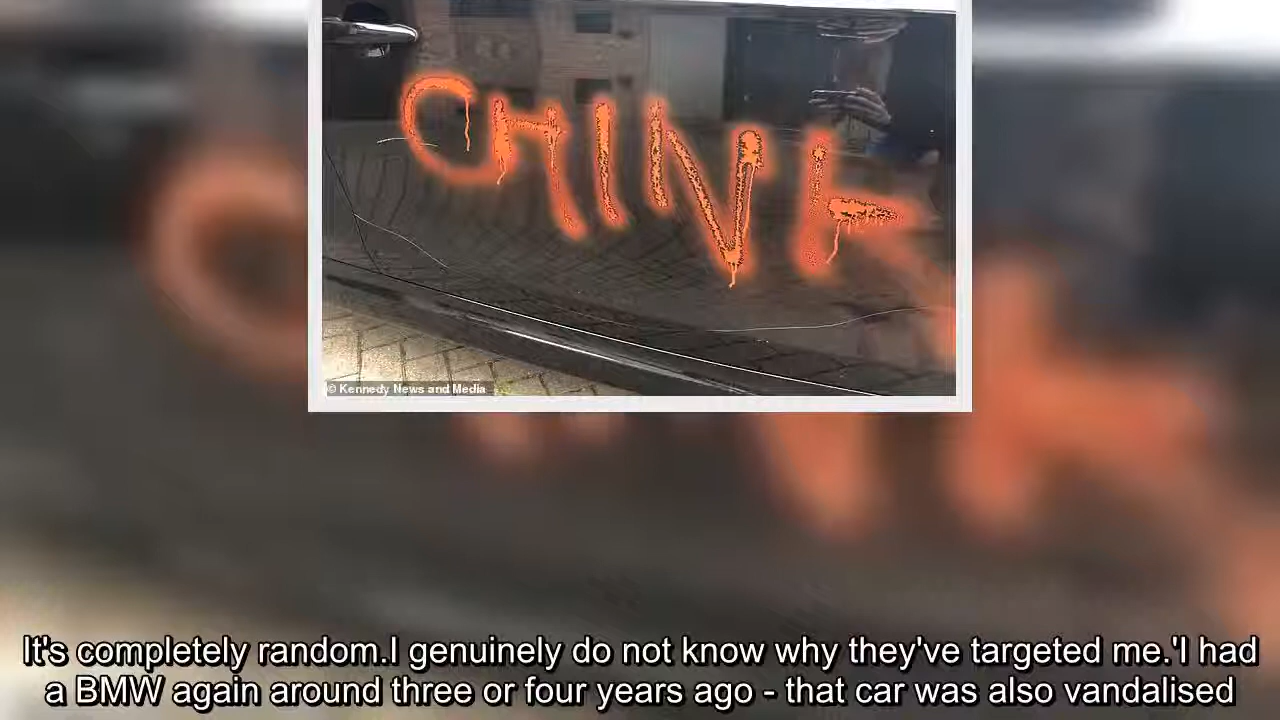 CHINK
© Kennedy News and Media
It's completely random.I genuinely do not know why they've targeted me.'I had
a BMW again around three or four years ago - that car was also vandalised